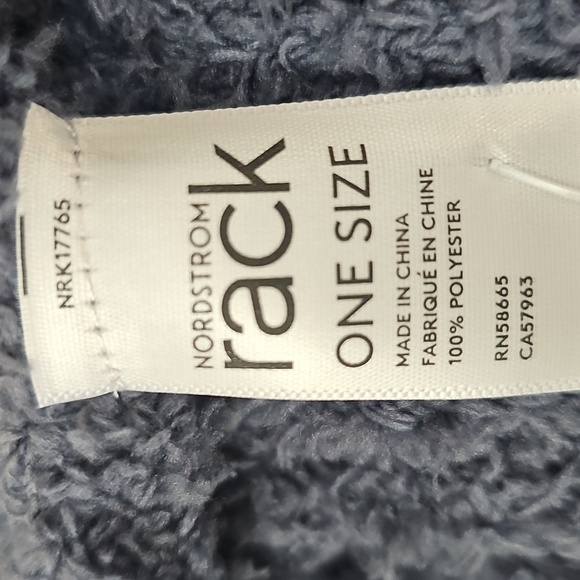 NRK17765
NORDSTROM
rack
ONE SIZE
MADE IN CHINA
FABRIQUÉ EN CHINE
100% POLYESTER
RN58665
CA57963